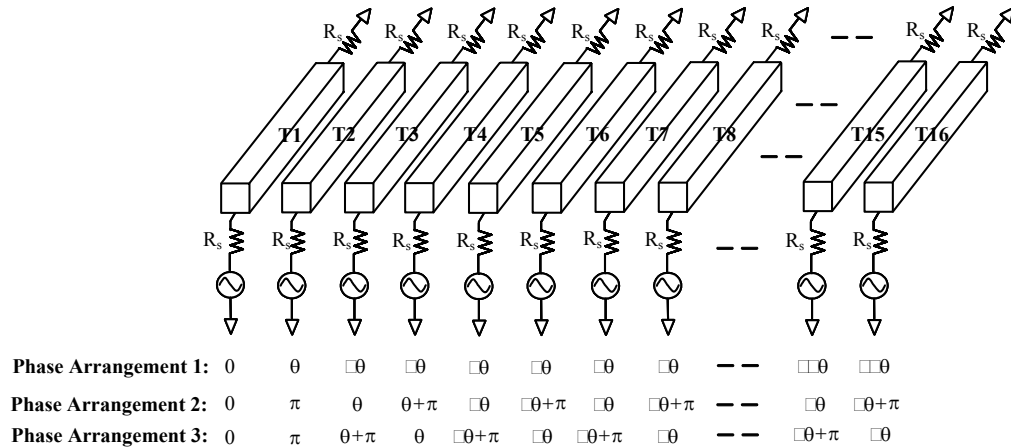 Rs Rs Rs Rs Rs Rs Rs Rs Rs Rs
T1 T2 T3 T4 T5 T6 T7 T8 T15 T16
Rs Rs Rs Rs Rs Rs Rs Rs Rs Rs
Phase Arrangement 1: 0 θ □θ □θ □θ □θ □θ □θ – – □□θ □□θ
Phase Arrangement 2: 0 π θ θ+π □θ □θ+π □θ □θ+π – – □θ □θ+π
Phase Arrangement 3: 0 π θ+π θ □θ+π □θ □θ+π □θ – – □θ+π □θ